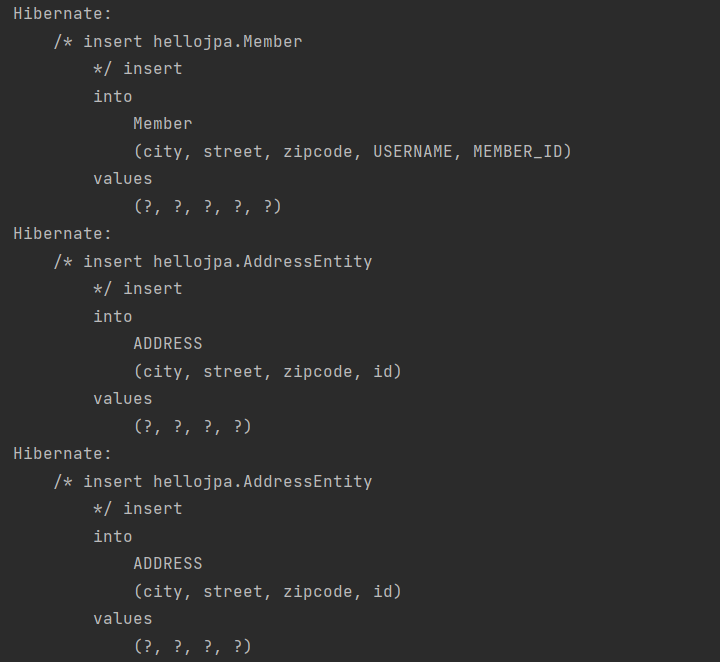 Hibernate:
    /* insert hellojpa.Member
        */ insert
        into
            Member
            (city, street, zipcode, USERNAME, MEMBER_ID)
        values
            (?, ?, ?, ?, ?)
Hibernate:
    /* insert hellojpa.AddressEntity
        */ insert
        into
            ADDRESS
            (city, street, zipcode, id)
        values
            (?, ?, ?, ?)
Hibernate:
    /* insert hellojpa.AddressEntity
        */ insert
        into
            ADDRESS
            (city, street, zipcode, id)
        values
            (?, ?, ?, ?)